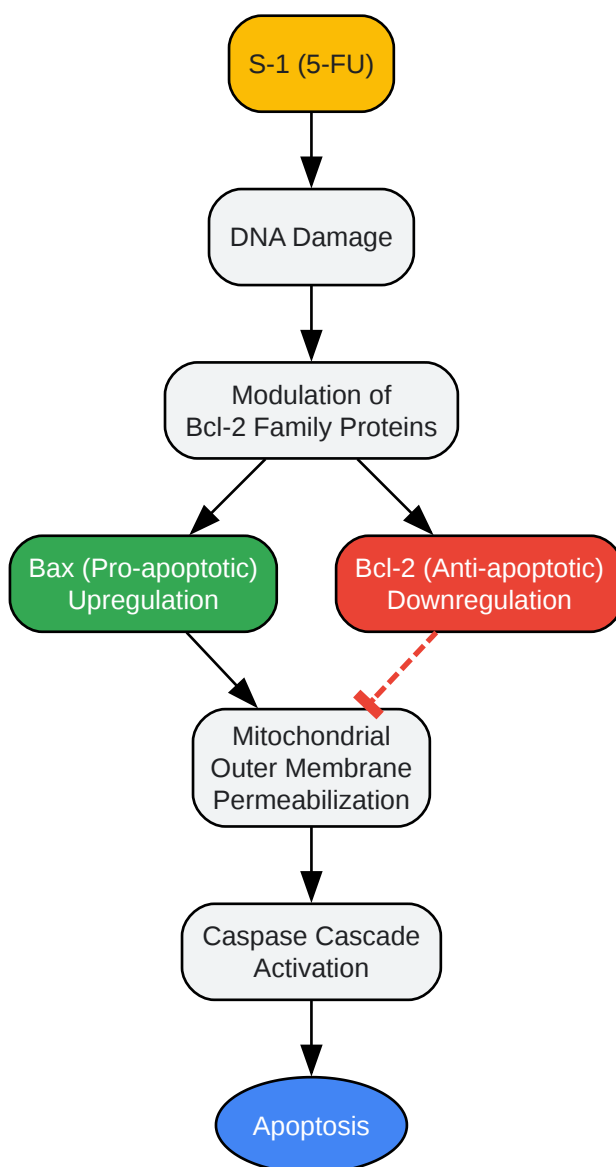 S-1 (5-FU)
DNA Damage
Modulation of
Bcl-2 Family Proteins
Bax (Pro-apoptotic)
Upregulation
Bcl-2 (Anti-apoptotic)
Downregulation
Mitochondrial
Outer Membrane
Permeabilization
Caspase Cascade
Activation
Apoptosis